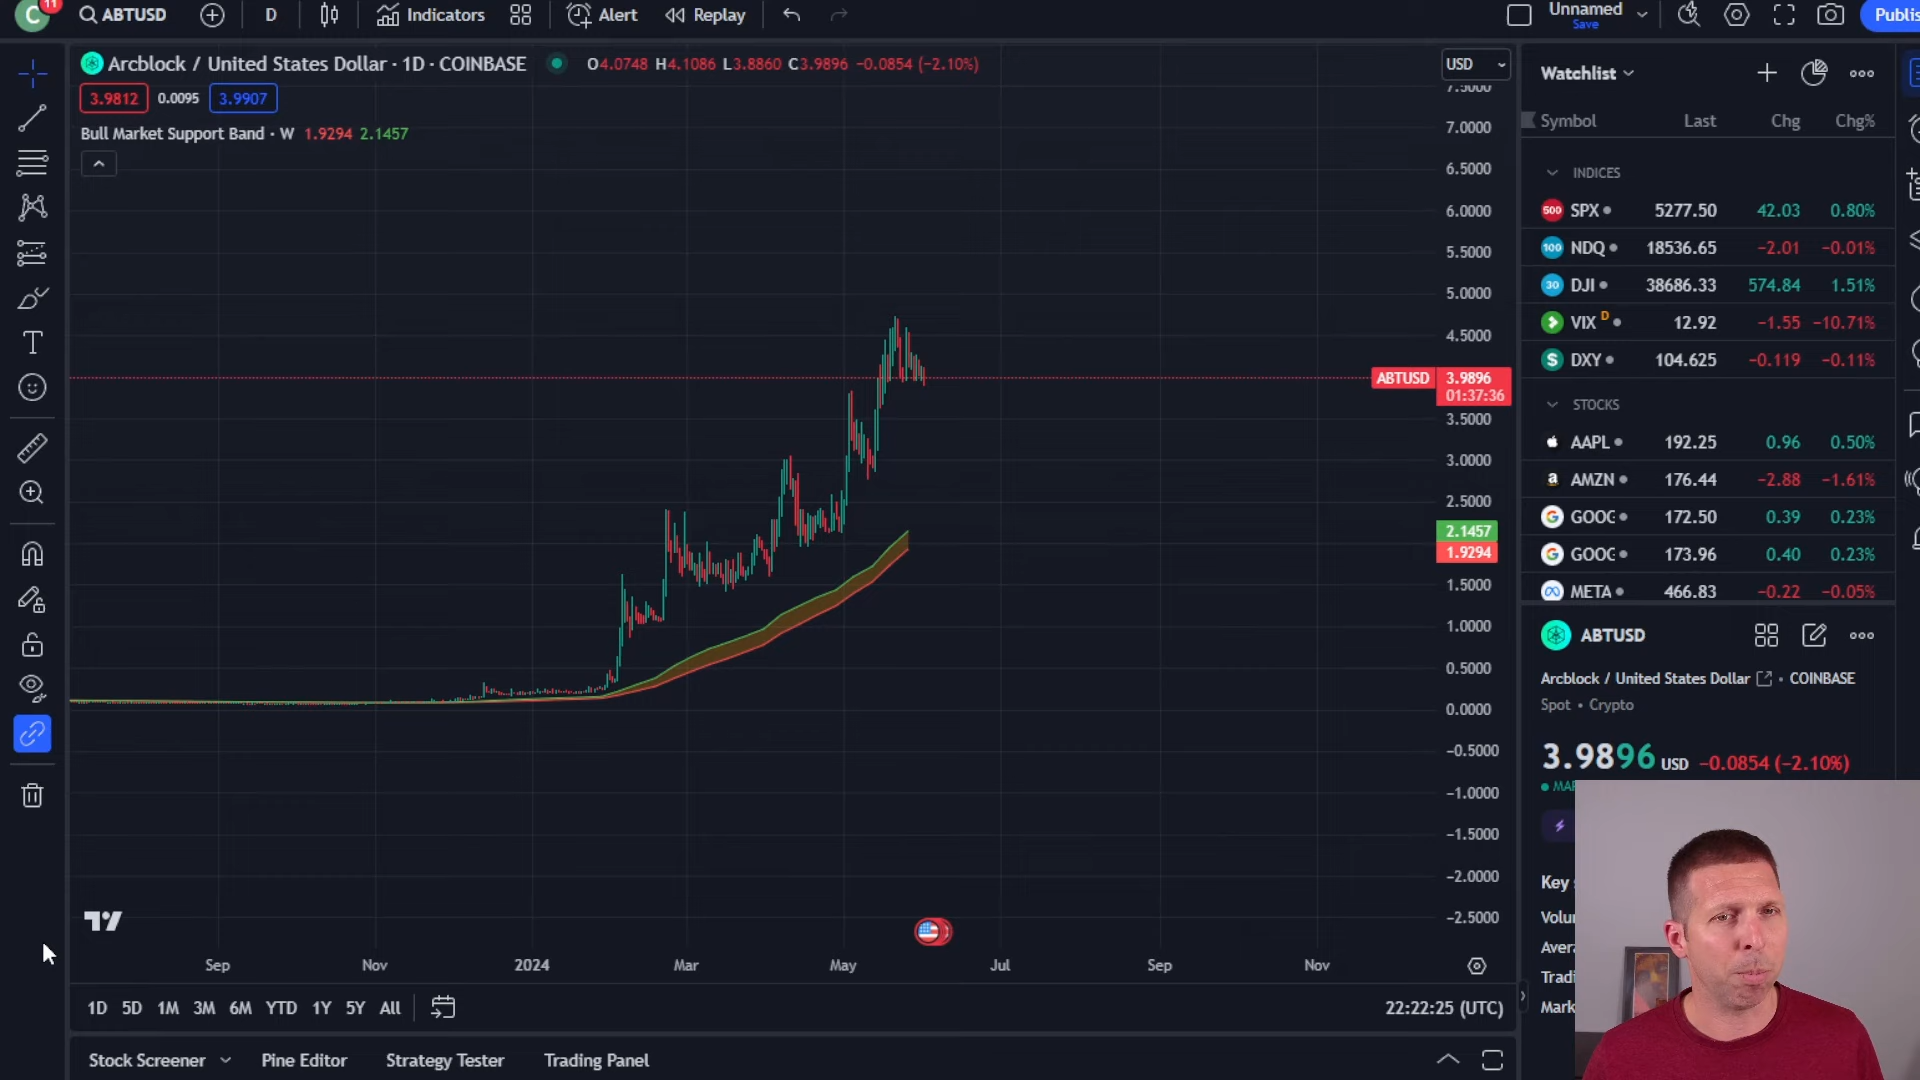 C 11 ABTUSD D Indicators Alert Replay Unnamed Save Publis
Arcblock / United States Dollar · 1D · COINBASE O4.0748 H4.1086 L3.8860 C3.9896 −0.0854 (−2.10%)
3.9812 0.0095 3.9907
Bull Market Support Band · W 1.9294 2.1457
USD
7.5000
7.0000
6.5000
6.0000
5.5000
5.0000
4.5000
ABTUSD 3.9896
01:37:36
3.5000
3.0000
2.5000
2.1457
1.9294
1.5000
1.0000
0.5000
0.0000
−0.5000
−1.0000
−1.5000
−2.0000
−2.5000
Sep Nov 2024 Mar May Jul Sep Nov
1D 5D 1M 3M 6M YTD 1Y 5Y All 22:22:25 (UTC)
Stock Screener Pine Editor Strategy Tester Trading Panel
Watchlist
Symbol Last Chg Chg%
INDICES
500 SPX 5277.50 42.03 0.80%
100 NDQ 18536.65 −2.01 −0.01%
30 DJI 38686.33 574.84 1.51%
VIX D 12.92 −1.55 −10.71%
$ DXY 104.625 −0.119 −0.11%
STOCKS
AAPL 192.25 0.96 0.50%
a AMZN 176.44 −2.88 −1.61%
G GOOG 172.50 0.39 0.23%
G GOOG 173.96 0.40 0.23%
META 466.83 −0.22 −0.05%
ABTUSD
Arcblock / United States Dollar · COINBASE
Spot • Crypto
3.9896 USD −0.0854 (−2.10%)
MAR
Key
Volu
Aver
Tradi
Mark